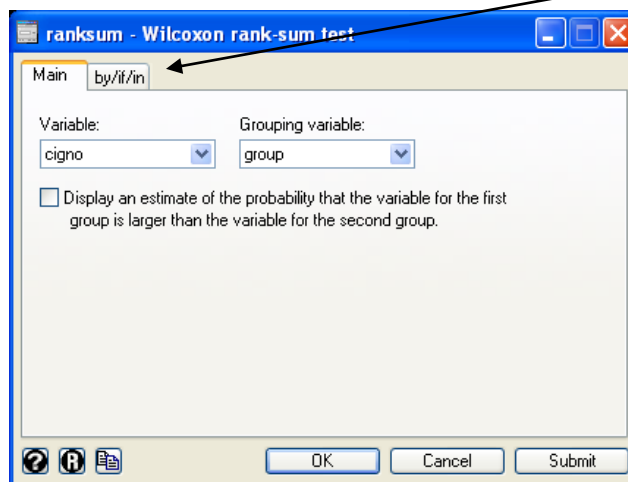 ranksum - Wilcoxon rank-sum test
Main by/if/in
Variable: Grouping variable:
cigno group
Display an estimate of the probability that the variable for the first
group is larger than the variable for the second group.
? R OK Cancel Submit